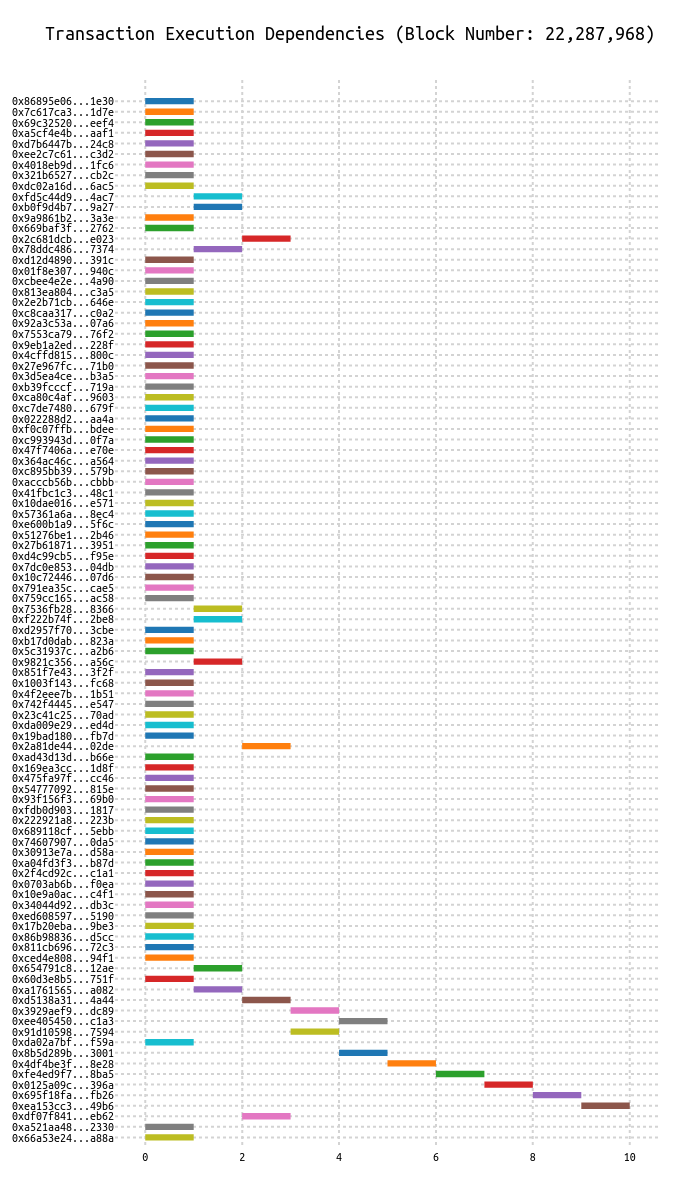 Transaction Execution Dependencies (Block Number: 22,287,968)
0x86895e06...1e30
0x7c617ca3...1d7e
0x69c32520...eef4
0xa5cf4e4b...aaf1
0xd7b6447b...24c8
0xee2c7c61...c3d2
0x4018eb9d...1fc6
0x321b6527...cb2c
0xdc02a16d...6ac5
0xfd5c44d9...4ac7
0xb0f9d4b7...9a27
0x9a9861b2...3a3e
0x669baf3f...2762
0x2c681dcb...e023
0x78ddc486...7374
0xd12d4890...391c
0x01f8e307...940c
0xcbee4e2e...4a90
0x813ea804...c3a5
0x2e2b71cb...646e
0xc8caa317...c0a2
0x92a3c53a...07a6
0x7553ca79...76f2
0x9eb1a2ed...228f
0x4cffd815...800c
0x27e967fc...71b0
0x3d5ea4ce...b3a5
0xb39fcccf...719a
0xca80c4af...9603
0xc7de7480...679f
0x022288d2...aa4a
0xf0c07ffb...bdee
0xc993943d...0f7a
0x47f7406a...e70e
0x364ac46c...a564
0xc895bb39...579b
0xacccb56b...cbbb
0x41fbc1c3...48c1
0x10dae016...e571
0x57361a6a...8ec4
0xe600b1a9...5f6c
0x51276be1...2b46
0x27b61871...3951
0xd4c99cb5...f95e
0x7dc0e853...04db
0x10c72446...07d6
0x791ea35c...cae5
0x759cc165...ac58
0x7536fb28...8366
0xf222b74f...2be8
0xd2957f70...3cbe
0xb17d0dab...823a
0x5c31937c...a2b6
0x9821c356...a56c
0x851f7e43...3f2f
0x1003f143...fc68
0x4f2eee7b...1b51
0x742f4445...e547
0x23c41c25...70ad
0xda009e29...ed4d
0x19bad180...fb7d
0x2a81de44...02de
0xad43d13d...b66e
0x169ea3cc...1d8f
0x475fa97f...cc46
0x54777092...815e
0x93f156f3...69b0
0xfdb0d903...1817
0x222921a8...223b
0x689118cf...5ebb
0x74607907...0da5
0x30913e7a...d58a
0xa04fd3f3...b87d
0x2f4cd92c...c1a1
0x0703ab6b...f0ea
0x10e9a0ac...c4f1
0x34044d92...db3c
0xed608597...5190
0x17b20eba...9be3
0x86b98836...d5cc
0x811cb696...72c3
0xced4e808...94f1
0x654791c8...12ae
0x60d3e8b5...751f
0xa1761565...a082
0xd5138a31...4a44
0x3929aef9...dc89
0xee405450...c1a3
0x91d10598...7594
0xda02a7bf...f59a
0x8b5d289b...3001
0x4df4be3f...8e28
0xfe4ed9f7...8ba5
0x0125a09c...396a
0x695f18fa...fb26
0xea153cc3...49b6
0xdf07f841...eb62
0xa521aa48...2330
0x66a53e24...a88a
0 2 4 6 8 10